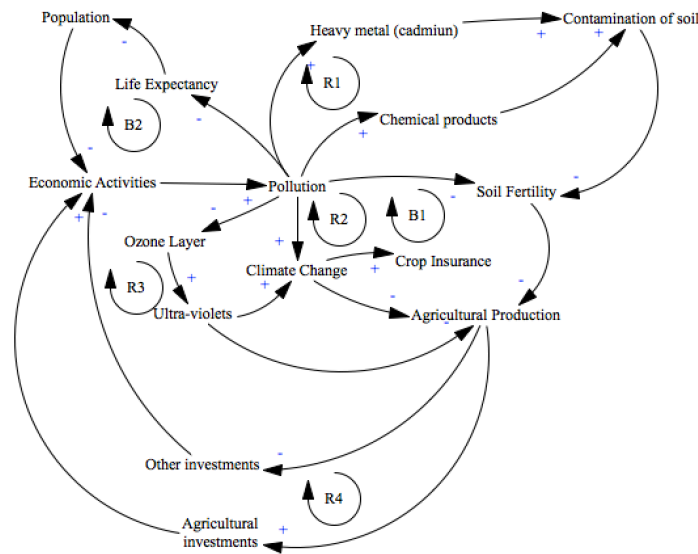 Population
Heavy metal (cadmiun)
Contamination of soil
-
+
+
+
R1
Life Expectancy
B2
-
Chemical products
+
-
-
Economic Activities
Pollution
Soil Fertility
+
-
-
+
-
R2
B1
Ozone Layer
+
Climate Change
Crop Insurance
+
R3
+
+
-
-
Ultra-violets
-
Agricultural Production
-
Other investments
R4
Agricultural
investments
+